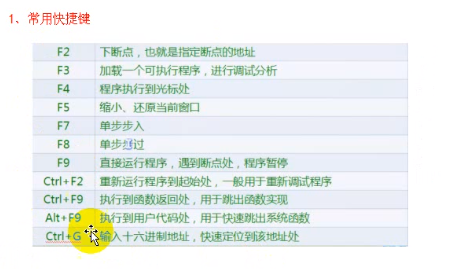 1、常用快捷键
F2 下断点，也就是指定断点的地址
F3 加载一个可执行程序，进行调试分析
F4 程序执行到光标处
F5 缩小、还原当前窗口
F7 单步步入
F8 单步过
F9 直接运行程序，遇到断点处，程序暂停
Ctrl+F2 重新运行程序到起始处，一般用于重新调试程序
Ctrl+F9 执行到函数返回处，用于跳出函数实现
Alt+F9 执行到用户代码处，用于快速跳出系统函数
Ctrl+G 输入十六进制地址，快速定位到该地址处